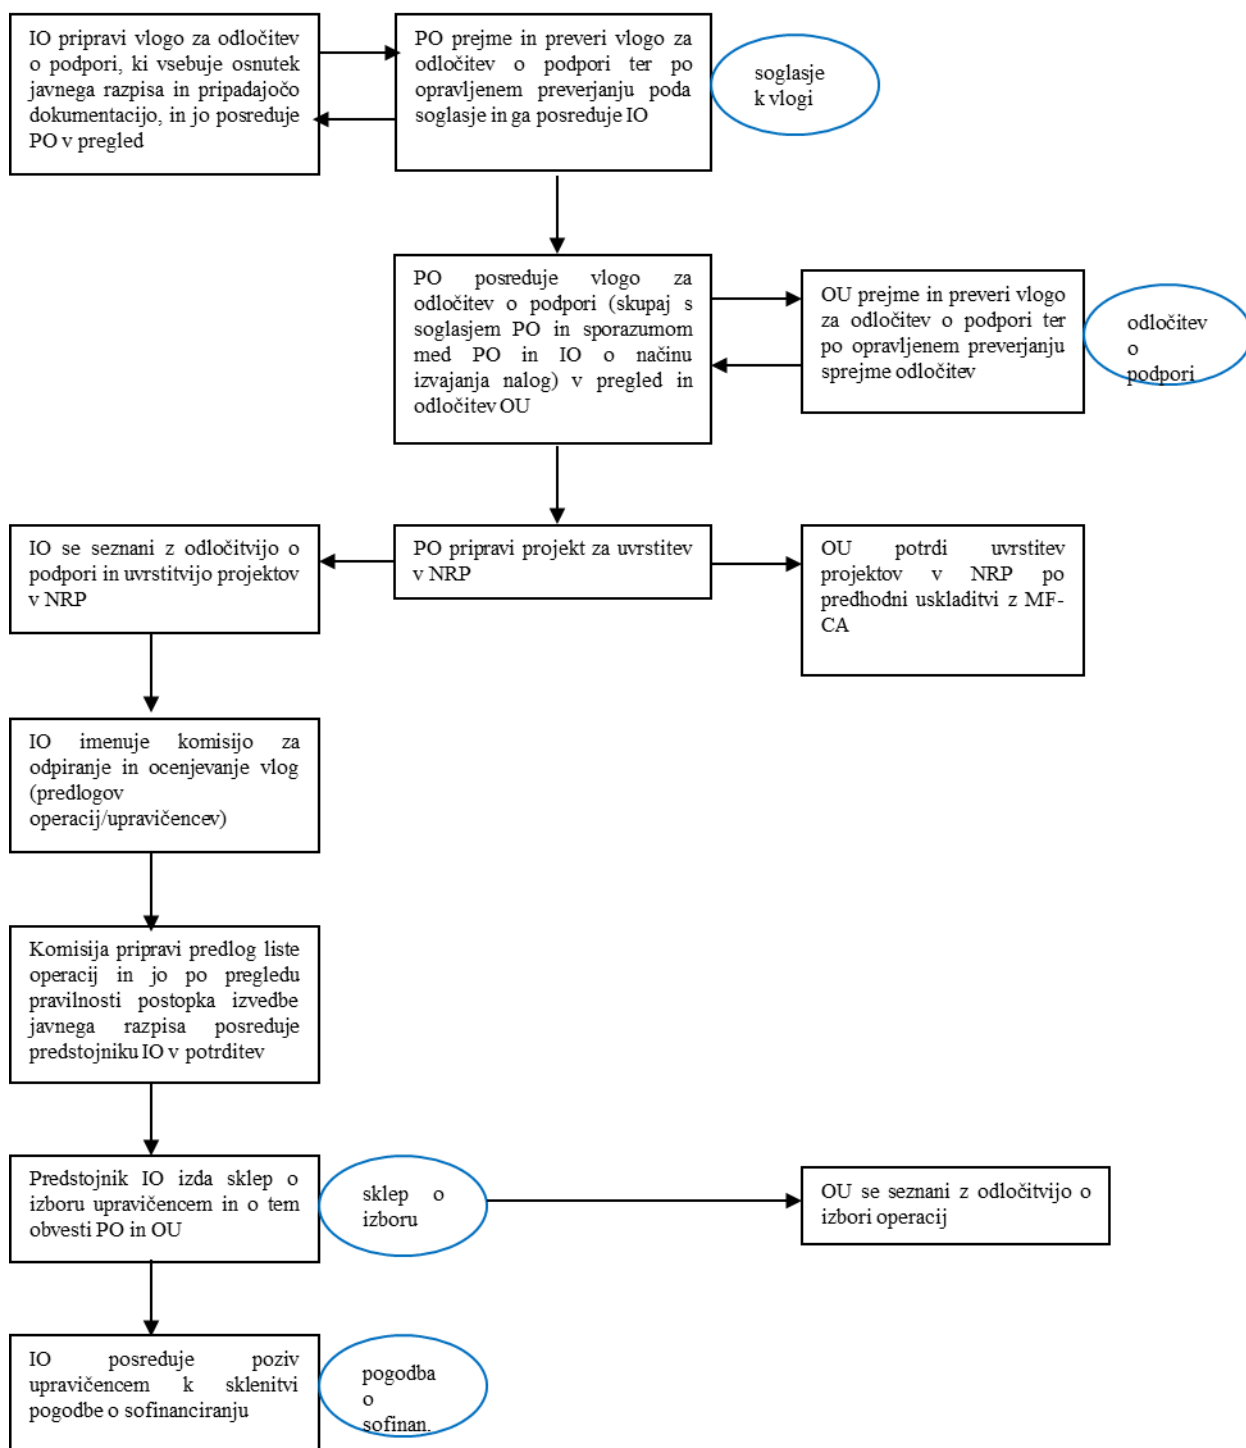 IO pripravi vlogo za odločitev
o podpori, ki vsebuje osnutek
javnega razpisa in pripadajočo
dokumentacijo, in jo posreduje
PO v pregled
PO prejme in preveri vlogo za
odločitev o podpori ter po
opravljenem preverjanju poda
soglasje in ga posreduje IO
soglasje
k vlogi
PO posreduje vlogo za
odločitev o podpori (skupaj s
soglasjem PO in sporazumom
med PO in IO o načinu
izvajanja nalog) v pregled in
odločitev OU
OU prejme in preveri vlogo
za odločitev o podpori ter
po opravljenem preverjanju
sprejme odločitev
odločitev
o
podpori
IO se seznani z odločitvijo o
podpori in uvrstitvijo projektov
v NRP
PO pripravi projekt za uvrstitev
v NRP
OU potrdi uvrstitev
projektov v NRP po
predhodni uskladitvi z MF-
CA
IO imenuje komisijo za
odpiranje in ocenjevanje vlog
(predlogov
operacij/upravičencev)
Komisija pripravi predlog liste
operacij in jo po pregledu
pravilnosti postopka izvedbe
javnega razpisa posreduje
predstojniku IO v potrditev
Predstojnik IO izda sklep o
izboru upravičencem in o tem
obvesti PO in OU
sklep o
izboru
OU se seznani z odločitvijo o
izbori operacij
IO posreduje poziv
upravičencem k sklenitvi
pogodbe o sofinanciranju
pogodba
o
sofinan.